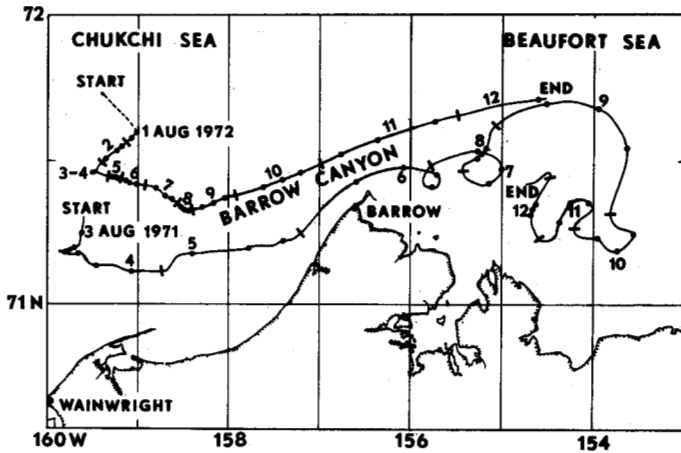 72
CHUKCHI SEA
BEAUFORT SEA
START
END
9
12
11
1 AUG 1972
2
3-4
5
6
7
8
9
10
BARROW CANYON
8
7
6
START
3 AUG 1971
4
5
BARROW
END
12
11
10
71 N
WAINWRIGHT
160 W
158
156
154